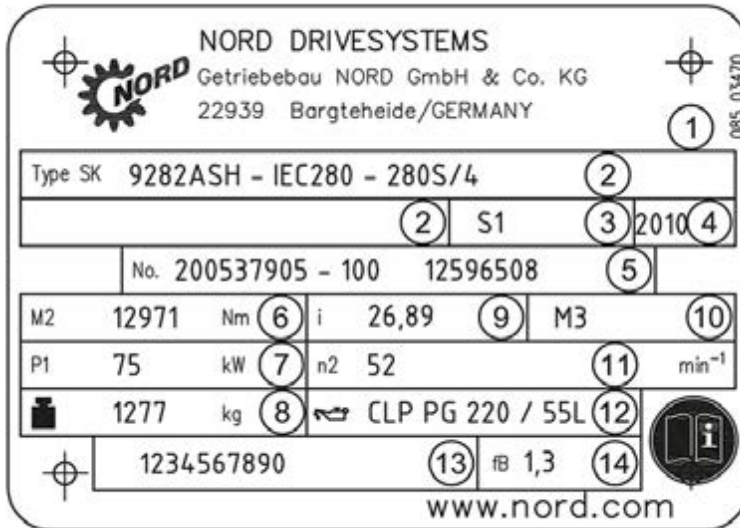 NORD DRIVESYSTEMS
NORD
Getriebebau NORD GmbH & Co. KG
22939 Bargteheide/GERMANY
085 03470
1
Type SK 9282ASH - IEC280 - 280S/4 2
2 S1 3 2010 4
No. 200537905 - 100 12596508 5
M2 12971 Nm 6 i 26,89 9 M3 10
P1 75 kW 7 n2 52 11 min⁻¹
1277 kg 8 CLP PG 220 / 55L 12
i
1234567890 13 fB 1,3 14
www.nord.com